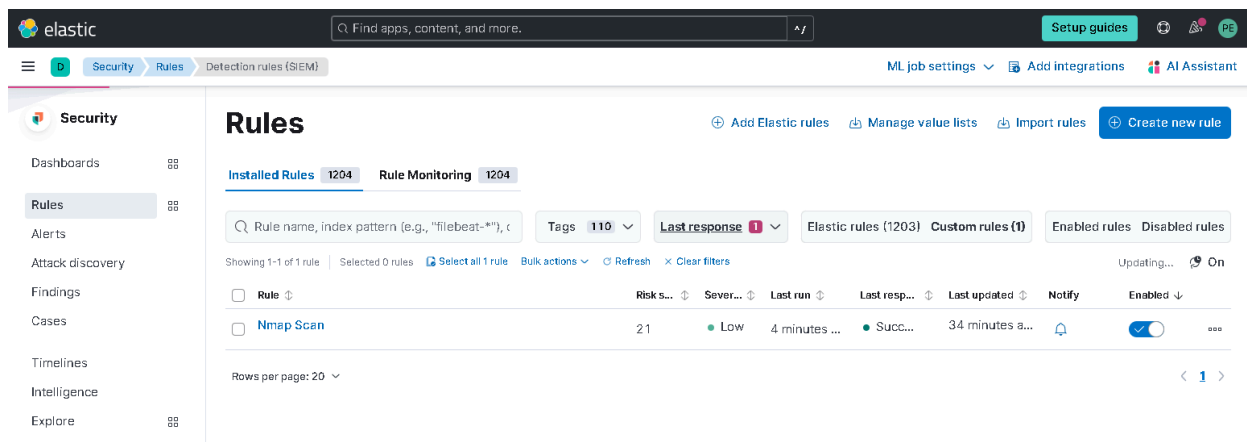 elastic
Find apps, content, and more.
^/
Setup guides
PE
D
Security
Rules
Detection rules (SIEM)
ML job settings
Add integrations
AI Assistant
Security
Dashboards
Rules
Alerts
Attack discovery
Findings
Cases
Timelines
Intelligence
Explore
Rules
Add Elastic rules
Manage value lists
Import rules
Create new rule
Installed Rules 1204
Rule Monitoring 1204
Rule name, index pattern (e.g., "filebeat-*"), c
Tags 110
Last response 1
Elastic rules (1203) Custom rules (1)
Enabled rules Disabled rules
Showing 1-1 of 1 rule
Selected 0 rules
Select all 1 rule
Bulk actions
Refresh
Clear filters
Updating...
On
Rule Risk s... Sever... Last run Last resp... Last updated Notify Enabled
Nmap Scan 21 Low 4 minutes ... Succ... 34 minutes a...
Rows per page: 20
1